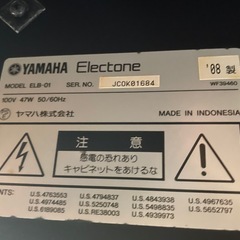 YAMAHA Electone
MODEL ELB-01 SER. NO. JCOK01684 '08 製
100V 47W 50/60Hz WF39460
ヤマハ株式会社 MADE IN INDONESIA
注意
感電の恐れあり
キャビネットをあけるな
PATENTS
U.S.4763553 U.S.4794837 U.S.4843938 U.S.4967635
U.S.4974485 U.S.5250748 U.S.4987835 U.S.5652797
U.S.6189085 U.S.RE38003 U.S.4939973